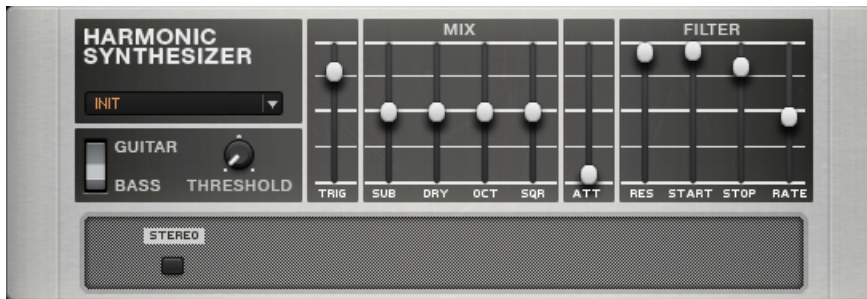 HARMONIC
SYNTHESIZER
INIT
GUITAR
BASS THRESHOLD
TRIG
MIX
SUB DRY OCT SQR
ATT
FILTER
RES START STOP RATE
STEREO